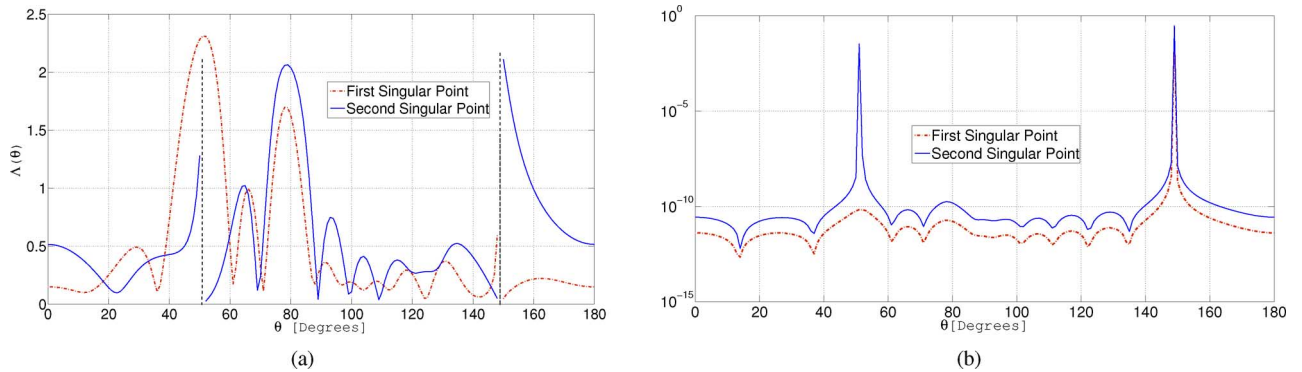 2.5
2
1.5
1
0.5
0
Λ(θ)
First Singular Point
Second Singular Point
0 20 40 60 80 100 120 140 160 180
θ [Degrees]
(a)
10^0
10^-5
10^-10
10^-15
First Singular Point
Second Singular Point
0 20 40 60 80 100 120 140 160 180
θ[Degrees]
(b)